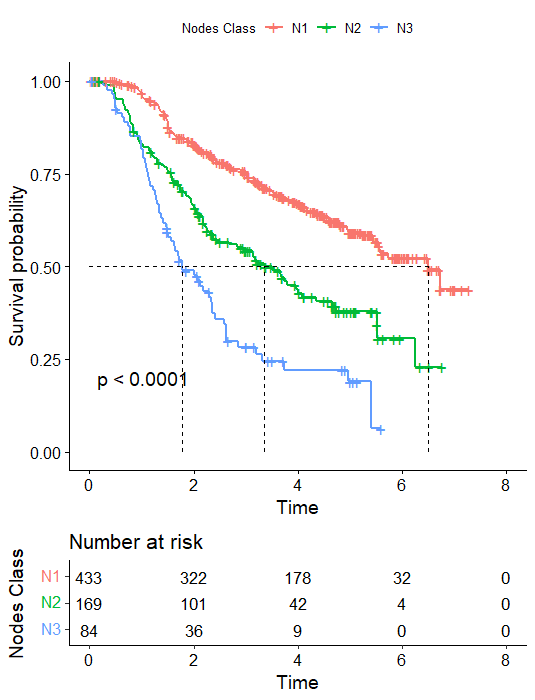 Nodes Class N1 N2 N3
Survival probability
1.00
0.75
0.50
0.25
0.00
p < 0.0001
0 2 4 6 8
Time
Number at risk
Nodes Class
N1 433 322 178 32 0
N2 169 101 42 4 0
N3 84 36 9 0 0
0 2 4 6 8
Time